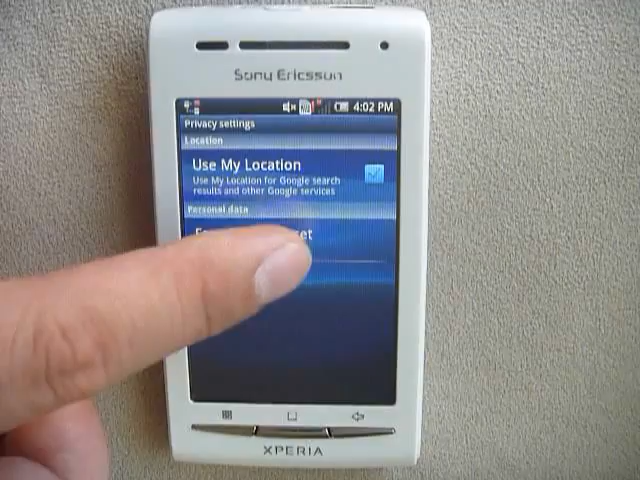 Sony Ericsson
4:02 PM
Privacy settings
Location
Use My Location
Use My Location for Google search
results and other Google services
Personal data
XPERIA